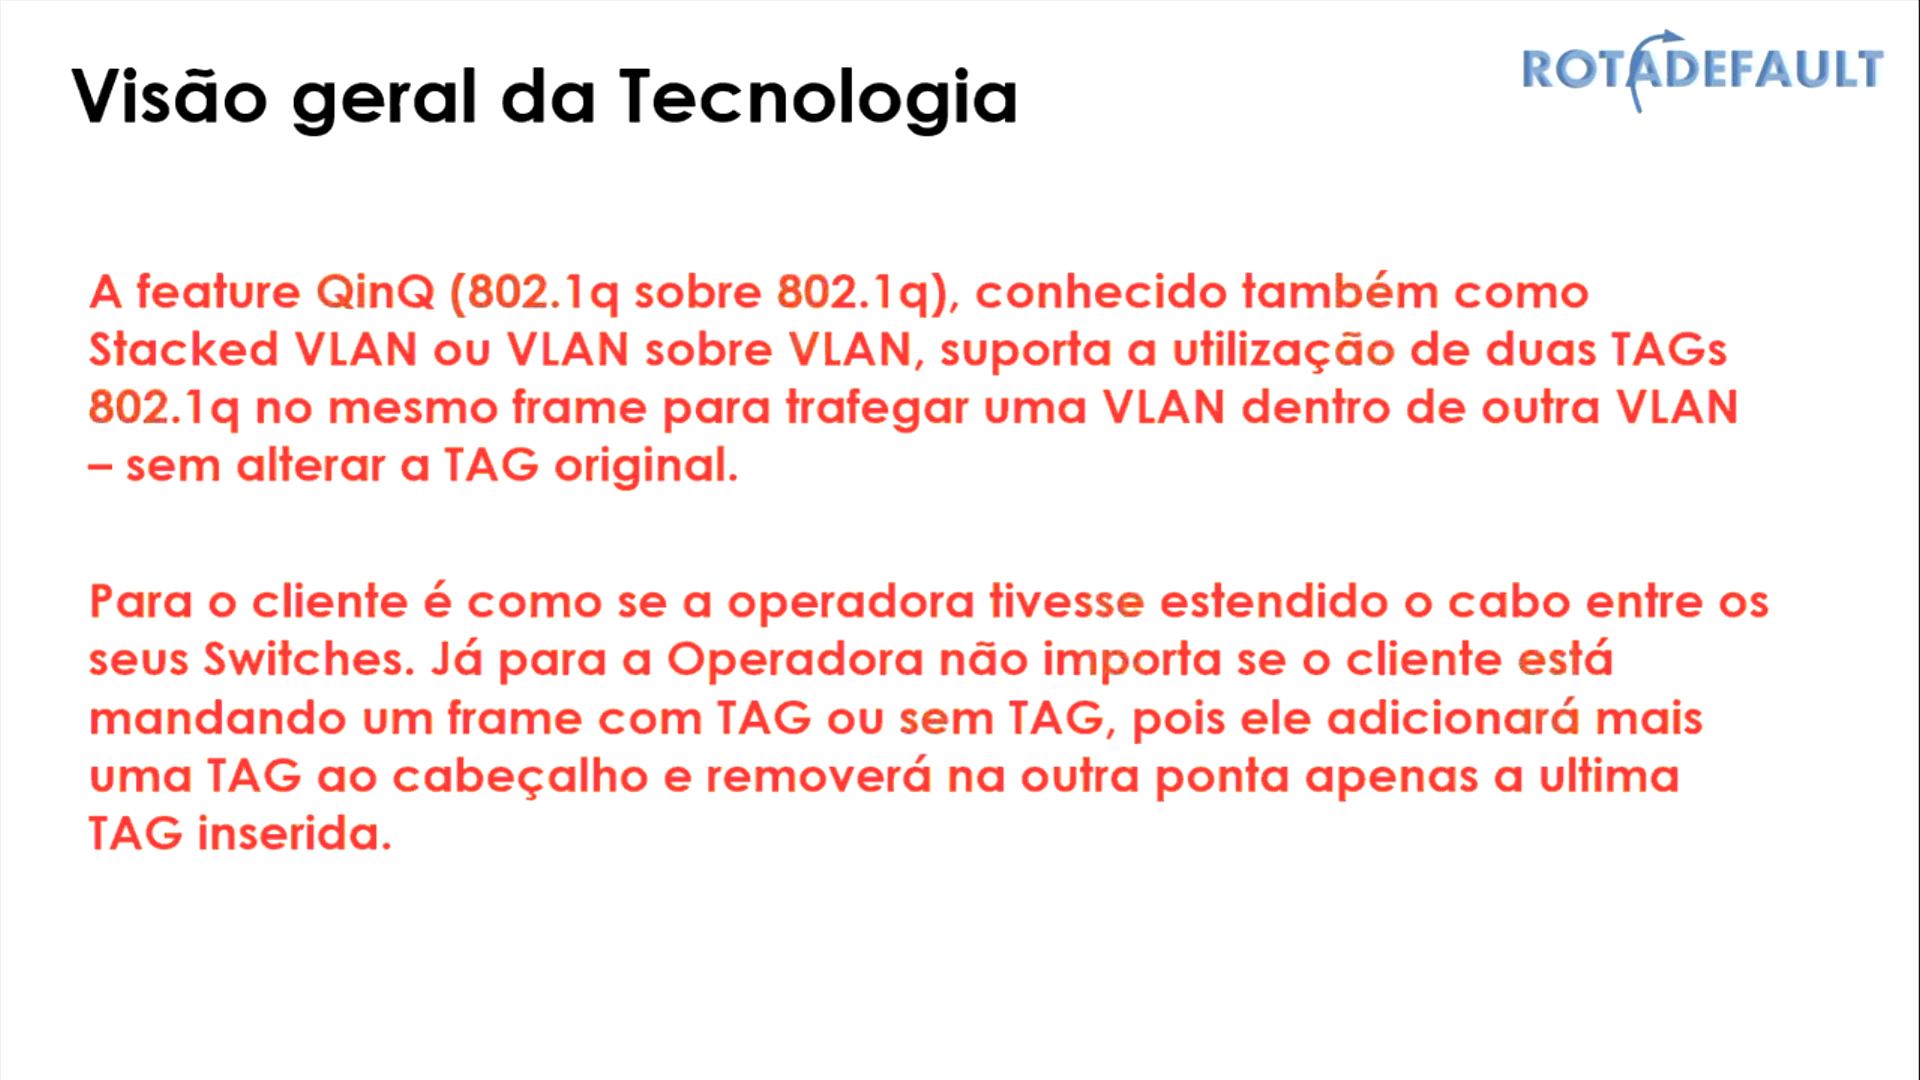 ROTADEFAULT
Visão geral da Tecnologia
A feature QinQ (802.1q sobre 802.1q), conhecido também como
Stacked VLAN ou VLAN sobre VLAN, suporta a utilização de duas TAGs
802.1q no mesmo frame para trafegar uma VLAN dentro de outra VLAN
– sem alterar a TAG original.
Para o cliente é como se a operadora tivesse estendido o cabo entre os
seus Switches. Já para a Operadora não importa se o cliente está
mandando um frame com TAG ou sem TAG, pois ele adicionará mais
uma TAG ao cabeçalho e removerá na outra ponta apenas a ultima
TAG inserida.